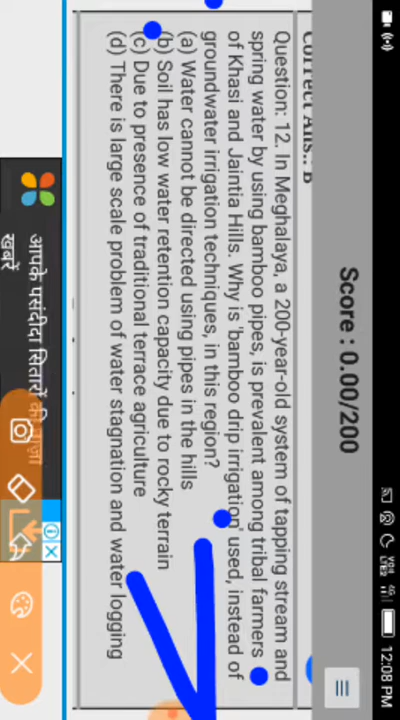 12:08 PM
Score : 0.00/200
Correct Ans.: B
Question: 12. In Meghalaya, a 200-year-old system of tapping stream and
spring water by using bamboo pipes, is prevalent among tribal farmers
of Khasi and Jaintia Hills. Why is 'bamboo drip irrigation' used, instead of
groundwater irrigation techniques, in this region?
(a) Water cannot be directed using pipes in the hills
(b) Soil has low water retention capacity due to rocky terrain
(c) Due to presence of traditional terrace agriculture
(d) There is large scale problem of water stagnation and water logging
आपके पसंदीदा सितारों की
खबरें